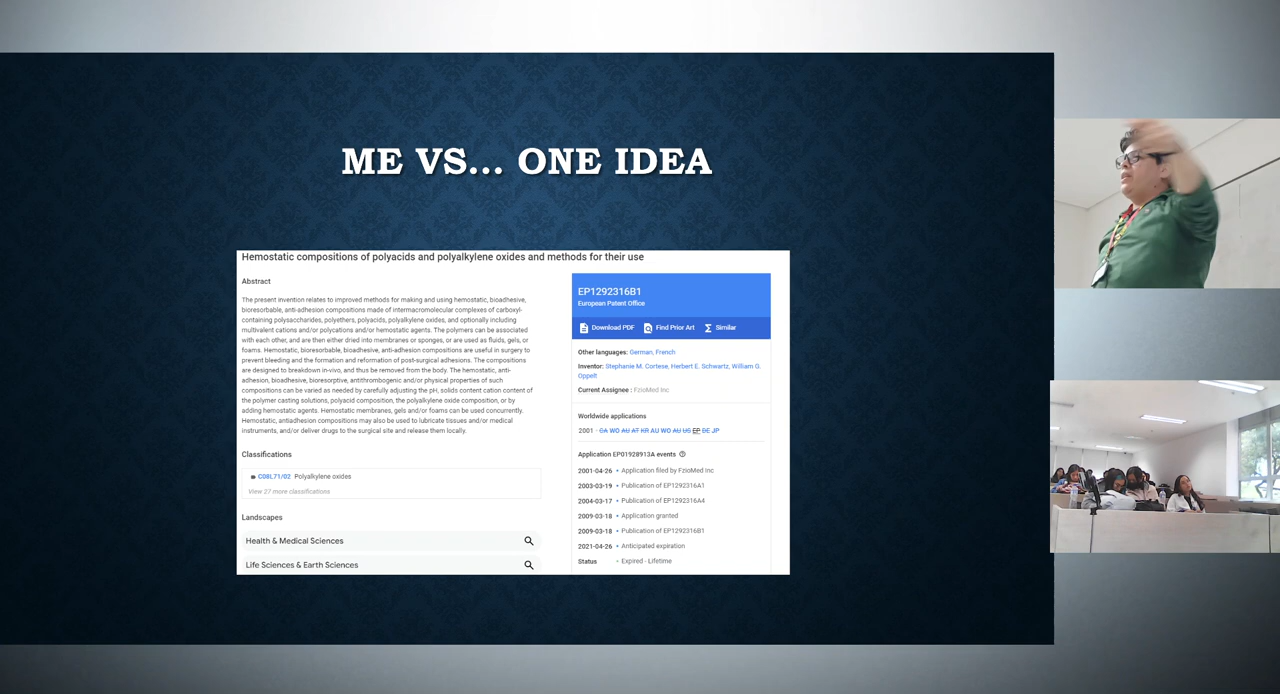 ME VS... ONE IDEA
Hemostatic compositions of polyacids and polyalkylene oxides and methods for their use
Abstract
The present invention relates to improved methods for making and using hemostatic, bioadhesive,
bioresorbable, anti-adhesion compositions made of intermacromolecular complexes of carboxyl-
containing polysaccharides, polyethers, polyacids, polyalkylene oxides, and optionally including
multivalent cations and/or polycations and/or hemostatic agents. The polymers can be associated
with each other, and are then either dried into membranes or sponges, or are used as fluids, gels, or
foams. Hemostatic, bioresorbable, bioadhesive, anti-adhesion compositions are useful in surgery to
prevent bleeding and the formation and reformation of post-surgical adhesions. The compositions
are designed to breakdown in-vivo, and thus be removed from the body. The hemostatic, anti-
adhesion, bioadhesive, bioresorptive, antithrombogenic and/or physical properties of such
compositions can be varied as needed by carefully adjusting the pH, solids content cation content of
the polymer casting solutions, polyacid composition, the polyalkylene oxide composition, or by
adding hemostatic agents. Hemostatic membranes, gels and/or foams can be used concurrently.
Hemostatic, antiadhesion compositions may also be used to lubricate tissues and/or medical
instruments, and/or deliver drugs to the surgical site and release them locally.
Classifications
C08L71/02 Polyalkylene oxides
View 27 more classifications
Landscapes
Health & Medical Sciences
Life Sciences & Earth Sciences
EP1292316B1
European Patent Office
Download PDF Find Prior Art Similar
Other languages: German, French
Inventor: Stephanie M. Cortese, Herbert E. Schwartz, William G.
Oppelt
Current Assignee : FzioMed Inc
Worldwide applications
2001 · CA WO AU AT KR AU WO AU US EP DE JP
Application EP01928913A events
2001-04-26 • Application filed by FzioMed Inc
2003-03-19 • Publication of EP1292316A1
2004-03-17 • Publication of EP1292316A4
2009-03-18 • Application granted
2009-03-18 • Publication of EP1292316B1
2021-04-26 • Anticipated expiration
Status • Expired - Lifetime